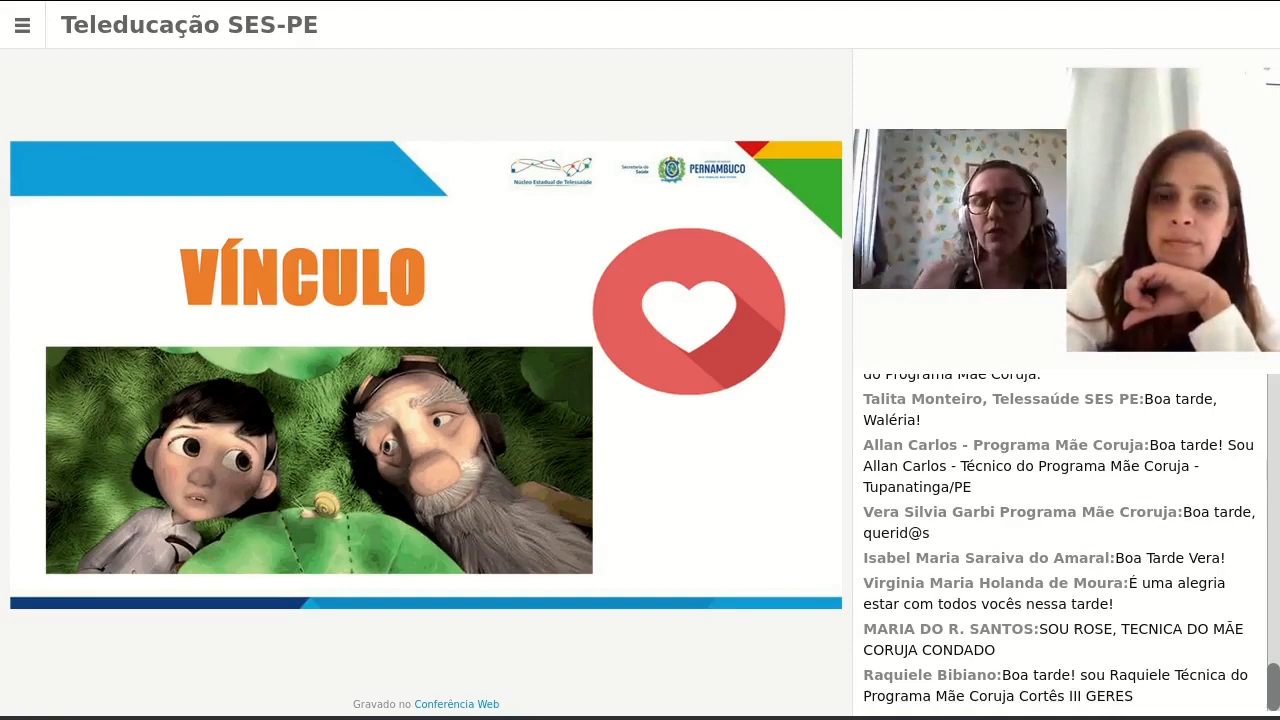 Teleducação SES-PE
Núcleo Estadual de Telessaúde
Secretaria de
Saúde
PERNAMBUCO
VÍNCULO
do Programa Mãe Coruja.
Talita Monteiro, Telessaúde SES PE:Boa tarde,
Waléria!
Allan Carlos - Programa Mãe Coruja:Boa tarde! Sou
Allan Carlos - Técnico do Programa Mãe Coruja -
Tupanatinga/PE
Vera Silvia Garbi Programa Mãe Croruja:Boa tarde,
querid@s
Isabel Maria Saraiva do Amaral:Boa Tarde Vera!
Virginia Maria Holanda de Moura:É uma alegria
estar com todos vocês nessa tarde!
MARIA DO R. SANTOS:SOU ROSE, TECNICA DO MÃE
CORUJA CONDADO
Raquiele Bibiano:Boa tarde! sou Raquiele Técnica do
Programa Mãe Coruja Cortês III GERES
Gravado no Conferência Web